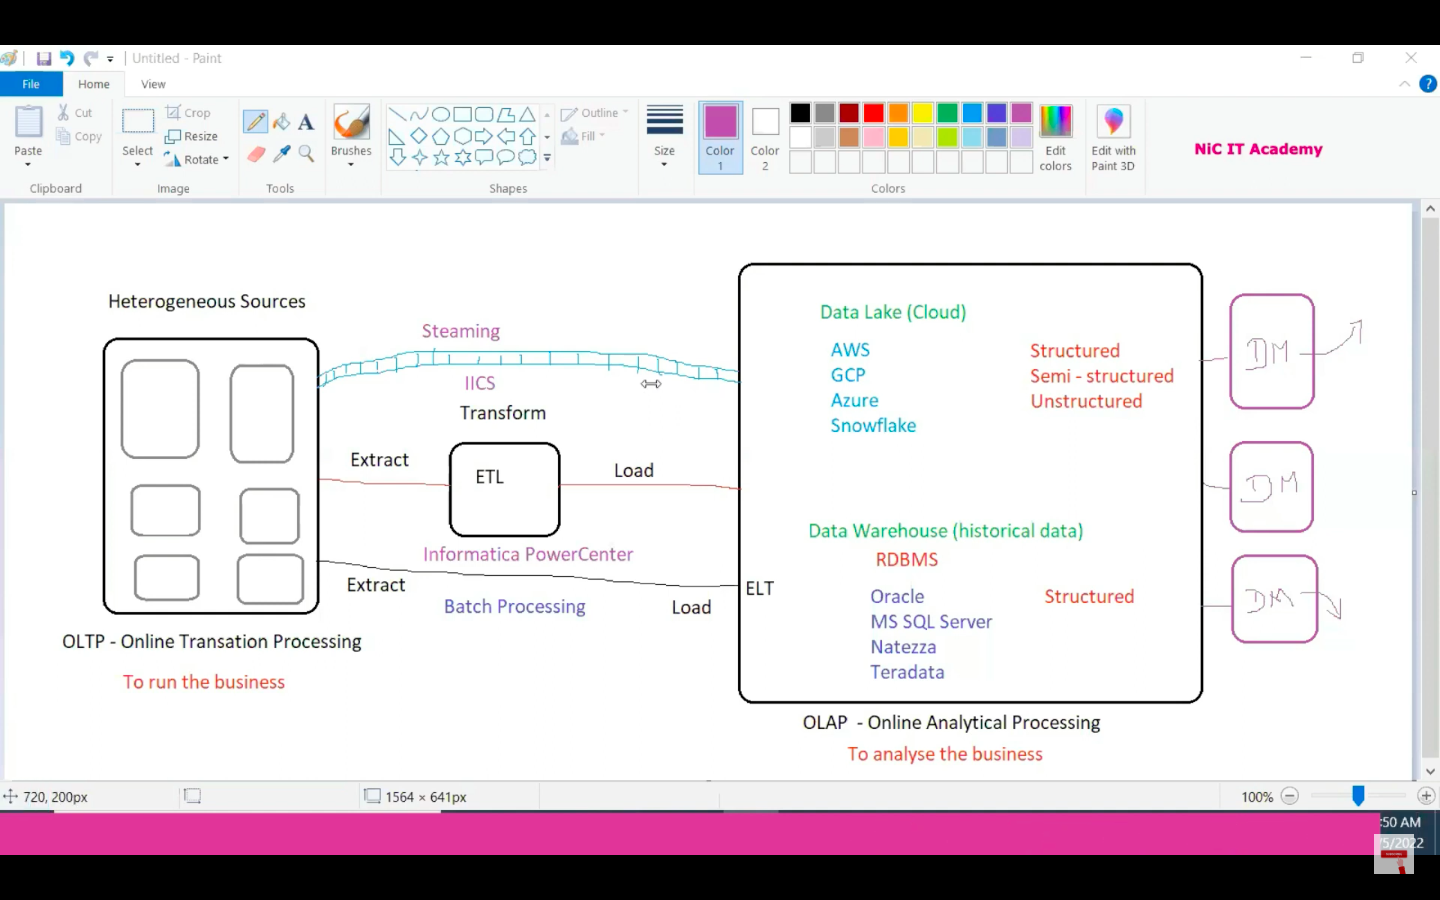 Untitled - Paint
File
Home
View
Paste
Cut
Copy
Clipboard
Select
Crop
Resize
Rotate
Image
A
Tools
Brushes
Shapes
Outline
Fill
Size
Color 1
Color 2
Colors
Edit colors
Edit with Paint 3D
?
NiC IT Academy
Heterogeneous Sources
OLTP - Online Transation Processing
To run the business
Steaming
IICS
Transform
Extract
ETL
Load
Informatica PowerCenter
Extract
Batch Processing
Load
ELT
Data Lake (Cloud)
AWS
GCP
Azure
Snowflake
Structured
Semi - structured
Unstructured
Data Warehouse (historical data)
RDBMS
Oracle
MS SQL Server
Natezza
Teradata
Structured
OLAP - Online Analytical Processing
To analyse the business
DM
DM
DM
720, 200px
1564 × 641px
100%
:50 AM
/5/2022